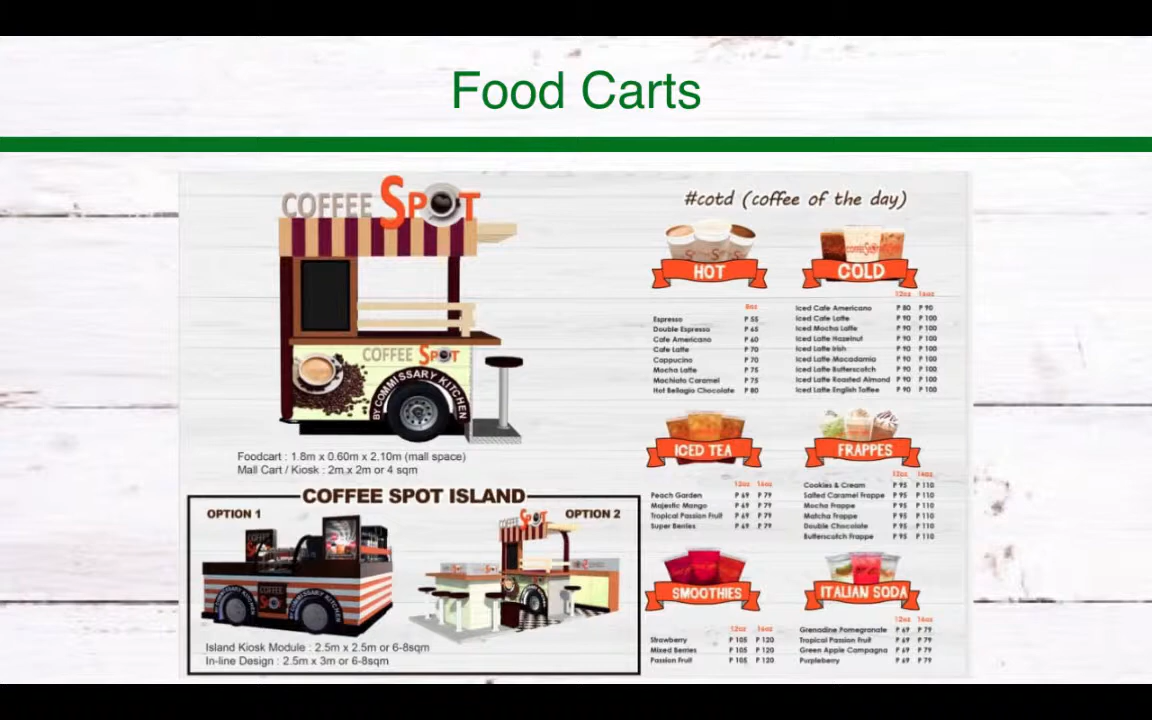 Food Carts
COFFEE SPOT
COFFEE SPOT
BY COMMISSARY KITCHEN
Foodcart : 1.8m x 0.60m x 2.10m (mall space)
Mall Cart / Kiosk : 2m x 2m or 4 sqm
COFFEE SPOT ISLAND
OPTION 1
OPTION 2
Island Kiosk Module : 2.5m x 2.5m or 6-8sqm
In-line Design : 2.5m x 3m or 6-8sqm
#cotd (coffee of the day)
HOT
8oz
Espresso P 55
Double Espresso P 65
Cafe Americano P 60
Cafe Latte P 70
Cappucino P 70
Mocha Latte P 75
Machiato Caramel P 75
Hot Bellagio Chocolate P 80
COLD
12oz 16oz
Iced Cafe Americano P 80 P 90
Iced Cafe Latte P 90 P 100
Iced Mocha Latte P 90 P 100
Iced Latte Hazelnut P 90 P 100
Iced Latte Irish P 90 P 100
Iced Latte Macadamia P 90 P 100
Iced Latte Butterscotch P 90 P 100
Iced Latte Roasted Almond P 90 P 100
Iced Latte English Toffee P 90 P 100
ICED TEA
12oz 16oz
Peach Garden P 69 P 79
Majestic Mango P 69 P 79
Tropical Passion Fruit P 69 P 79
Super Berries P 69 P 79
FRAPPES
12oz 16oz
Cookies & Cream P 95 P 110
Salted Caramel Frappe P 95 P 110
Mocha Frappe P 95 P 110
Matcha Frappe P 95 P 110
Double Chocolate P 95 P 110
Butterscotch Frappe P 95 P 110
SMOOTHIES
12oz 16oz
Strawberry P 105 P 120
Mixed Berries P 105 P 120
Passion Fruit P 105 P 120
ITALIAN SODA
12oz 16oz
Grenadine Pomegranate P 69 P 79
Tropical Passion Fruit P 69 P 79
Green Apple Campagna P 69 P 79
Purpleberry P 69 P 79